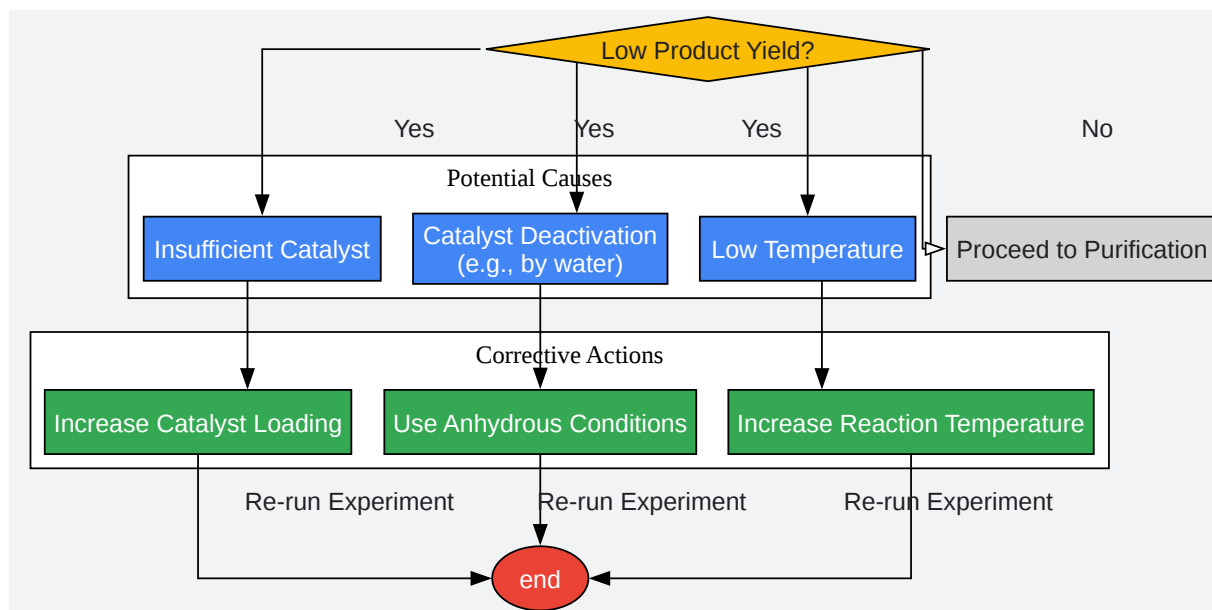 Low Product Yield?
Yes
Yes
Yes
No
Potential Causes
Insufficient Catalyst
Catalyst Deactivation
(e.g., by water)
Low Temperature
Proceed to Purification
Corrective Actions
Increase Catalyst Loading
Use Anhydrous Conditions
Increase Reaction Temperature
Re-run Experiment
Re-run Experiment
Re-run Experiment
end